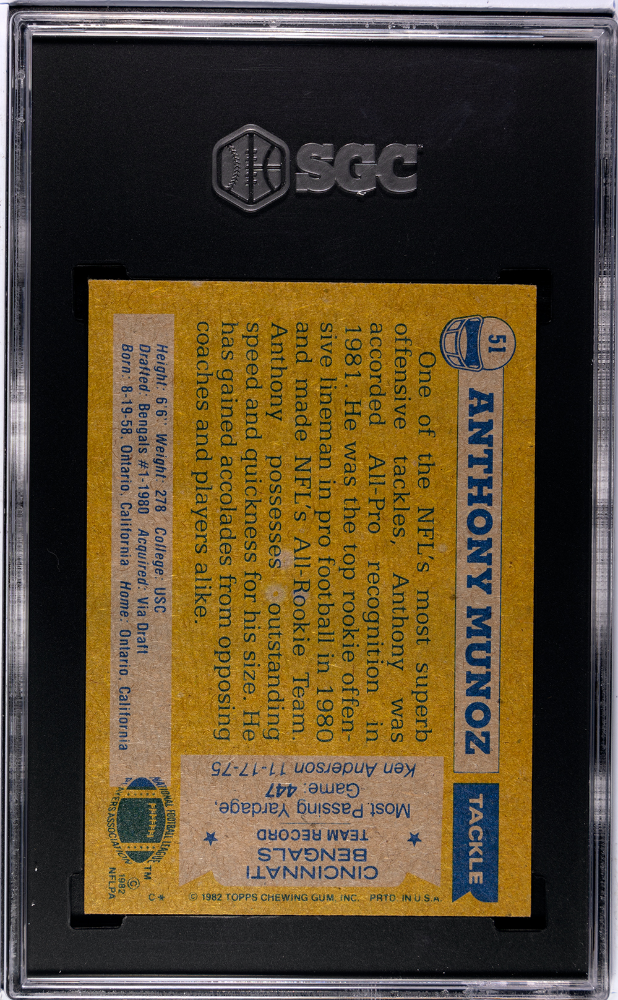 SGC
51
ANTHONY MUNOZ
TACKLE
One of the NFL's most superb
offensive tackles, Anthony was
accorded All-Pro recognition in
1981. He was the top rookie offen-
sive lineman in pro football in 1980
and made NFL's All-Rookie Team.
Anthony possesses outstanding
speed and quickness for his size. He
has gained accolades from opposing
coaches and players alike.
Height: 6'6" Weight: 278 College: USC
Drafted: Bengals #1-1980 Acquired: Via Draft
Born: 8-19-58, Ontario, California Home: Ontario, California
CINCINNATI
BENGALS
★ TEAM RECORD ★
Most Passing Yardage,
Game: 447
Ken Anderson 11-17-75
NATIONAL FOOTBALL LEAGUE
PLAYERS ASSOCIATION
TM
© 1982
NFLPA
C*
© 1982 TOPPS CHEWING GUM, INC. PRTD. IN U.S.A.